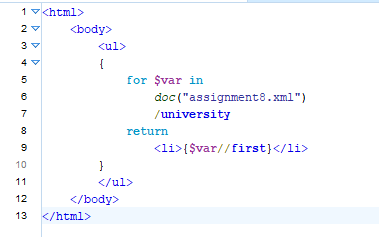 1 <html>
2 <body>
3 <ul>
4 {
5 for $var in
6 doc("assignment8.xml")
7 /university
8 return
9 <li>{$var//first}</li>
10 }
11 </ul>
12 </body>
13 </html>